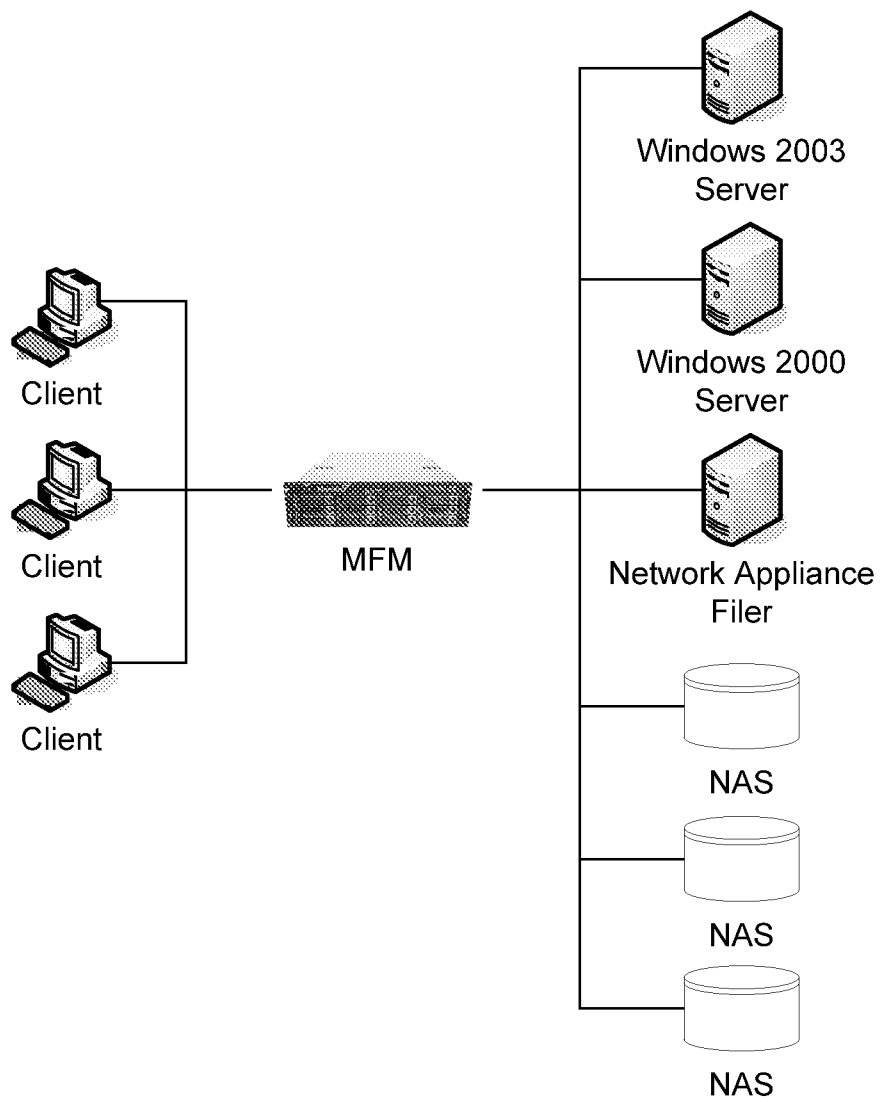 Windows 2003
Server
Windows 2000
Server
Client
Client
MFM
Network Appliance
Filer
Client
NAS
NAS
NAS